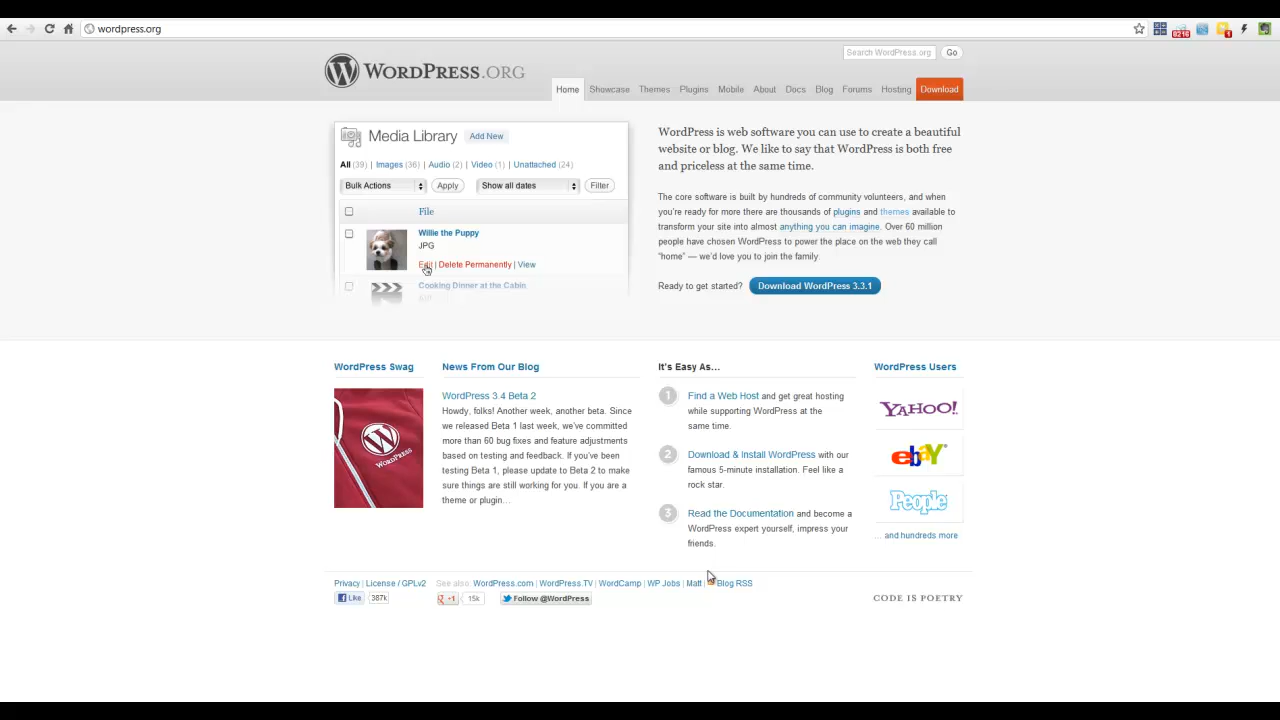 wordpress.org
8216
1
Search WordPress.org
Go
WORDPRESS.ORG
Home Showcase Themes Plugins Mobile About Docs Blog Forums Hosting Download
Media Library Add New
All (39) | Images (36) | Audio (2) | Video (1) | Unattached (24)
Bulk Actions Apply Show all dates Filter
File
Willie the Puppy
JPG
Edit | Delete Permanently | View
Cooking Dinner at the Cabin
WordPress is web software you can use to create a beautiful
website or blog. We like to say that WordPress is both free
and priceless at the same time.
The core software is built by hundreds of community volunteers, and when
you're ready for more there are thousands of plugins and themes available to
transform your site into almost anything you can imagine. Over 60 million
people have chosen WordPress to power the place on the web they call
“home” — we'd love you to join the family.
Ready to get started? Download WordPress 3.3.1
WordPress Swag
WORDPRESS
News From Our Blog
WordPress 3.4 Beta 2
Howdy, folks! Another week, another beta. Since
we released Beta 1 last week, we've committed
more than 60 bug fixes and feature adjustments
based on testing and feedback. If you've been
testing Beta 1, please update to Beta 2 to make
sure things are still working for you. If you are a
theme or plugin…
It's Easy As…
1 Find a Web Host and get great hosting
while supporting WordPress at the
same time.
2 Download & Install WordPress with our
famous 5-minute installation. Feel like a
rock star.
3 Read the Documentation and become a
WordPress expert yourself, impress your
friends.
WordPress Users
YAHOO!
ebay
People
… and hundreds more
Privacy | License / GPLv2 See also: WordPress.com | WordPress.TV | WordCamp | WP Jobs | Matt | Blog RSS
Like 387k +1 15k Follow @WordPress
CODE IS POETRY